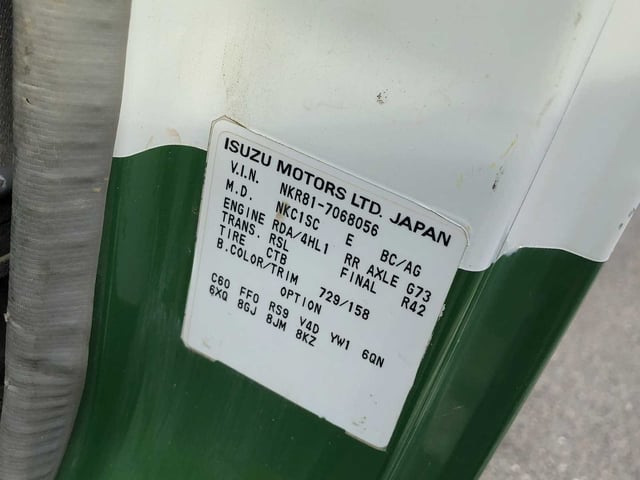 ISUZU MOTORS LTD. JAPAN
V.I.N. NKR81-7068056
M.D. NKC1SC E BC/AG
ENGINE RDA/4HL1 RR AXLE G73
TRANS. RSL FINAL R42
TIRE CTB
B.COLOR/TRIM 729/158
OPTION
C60 FF0 RS9 V4D YW1 6QN
6XQ 8GJ 8JM 8KZ